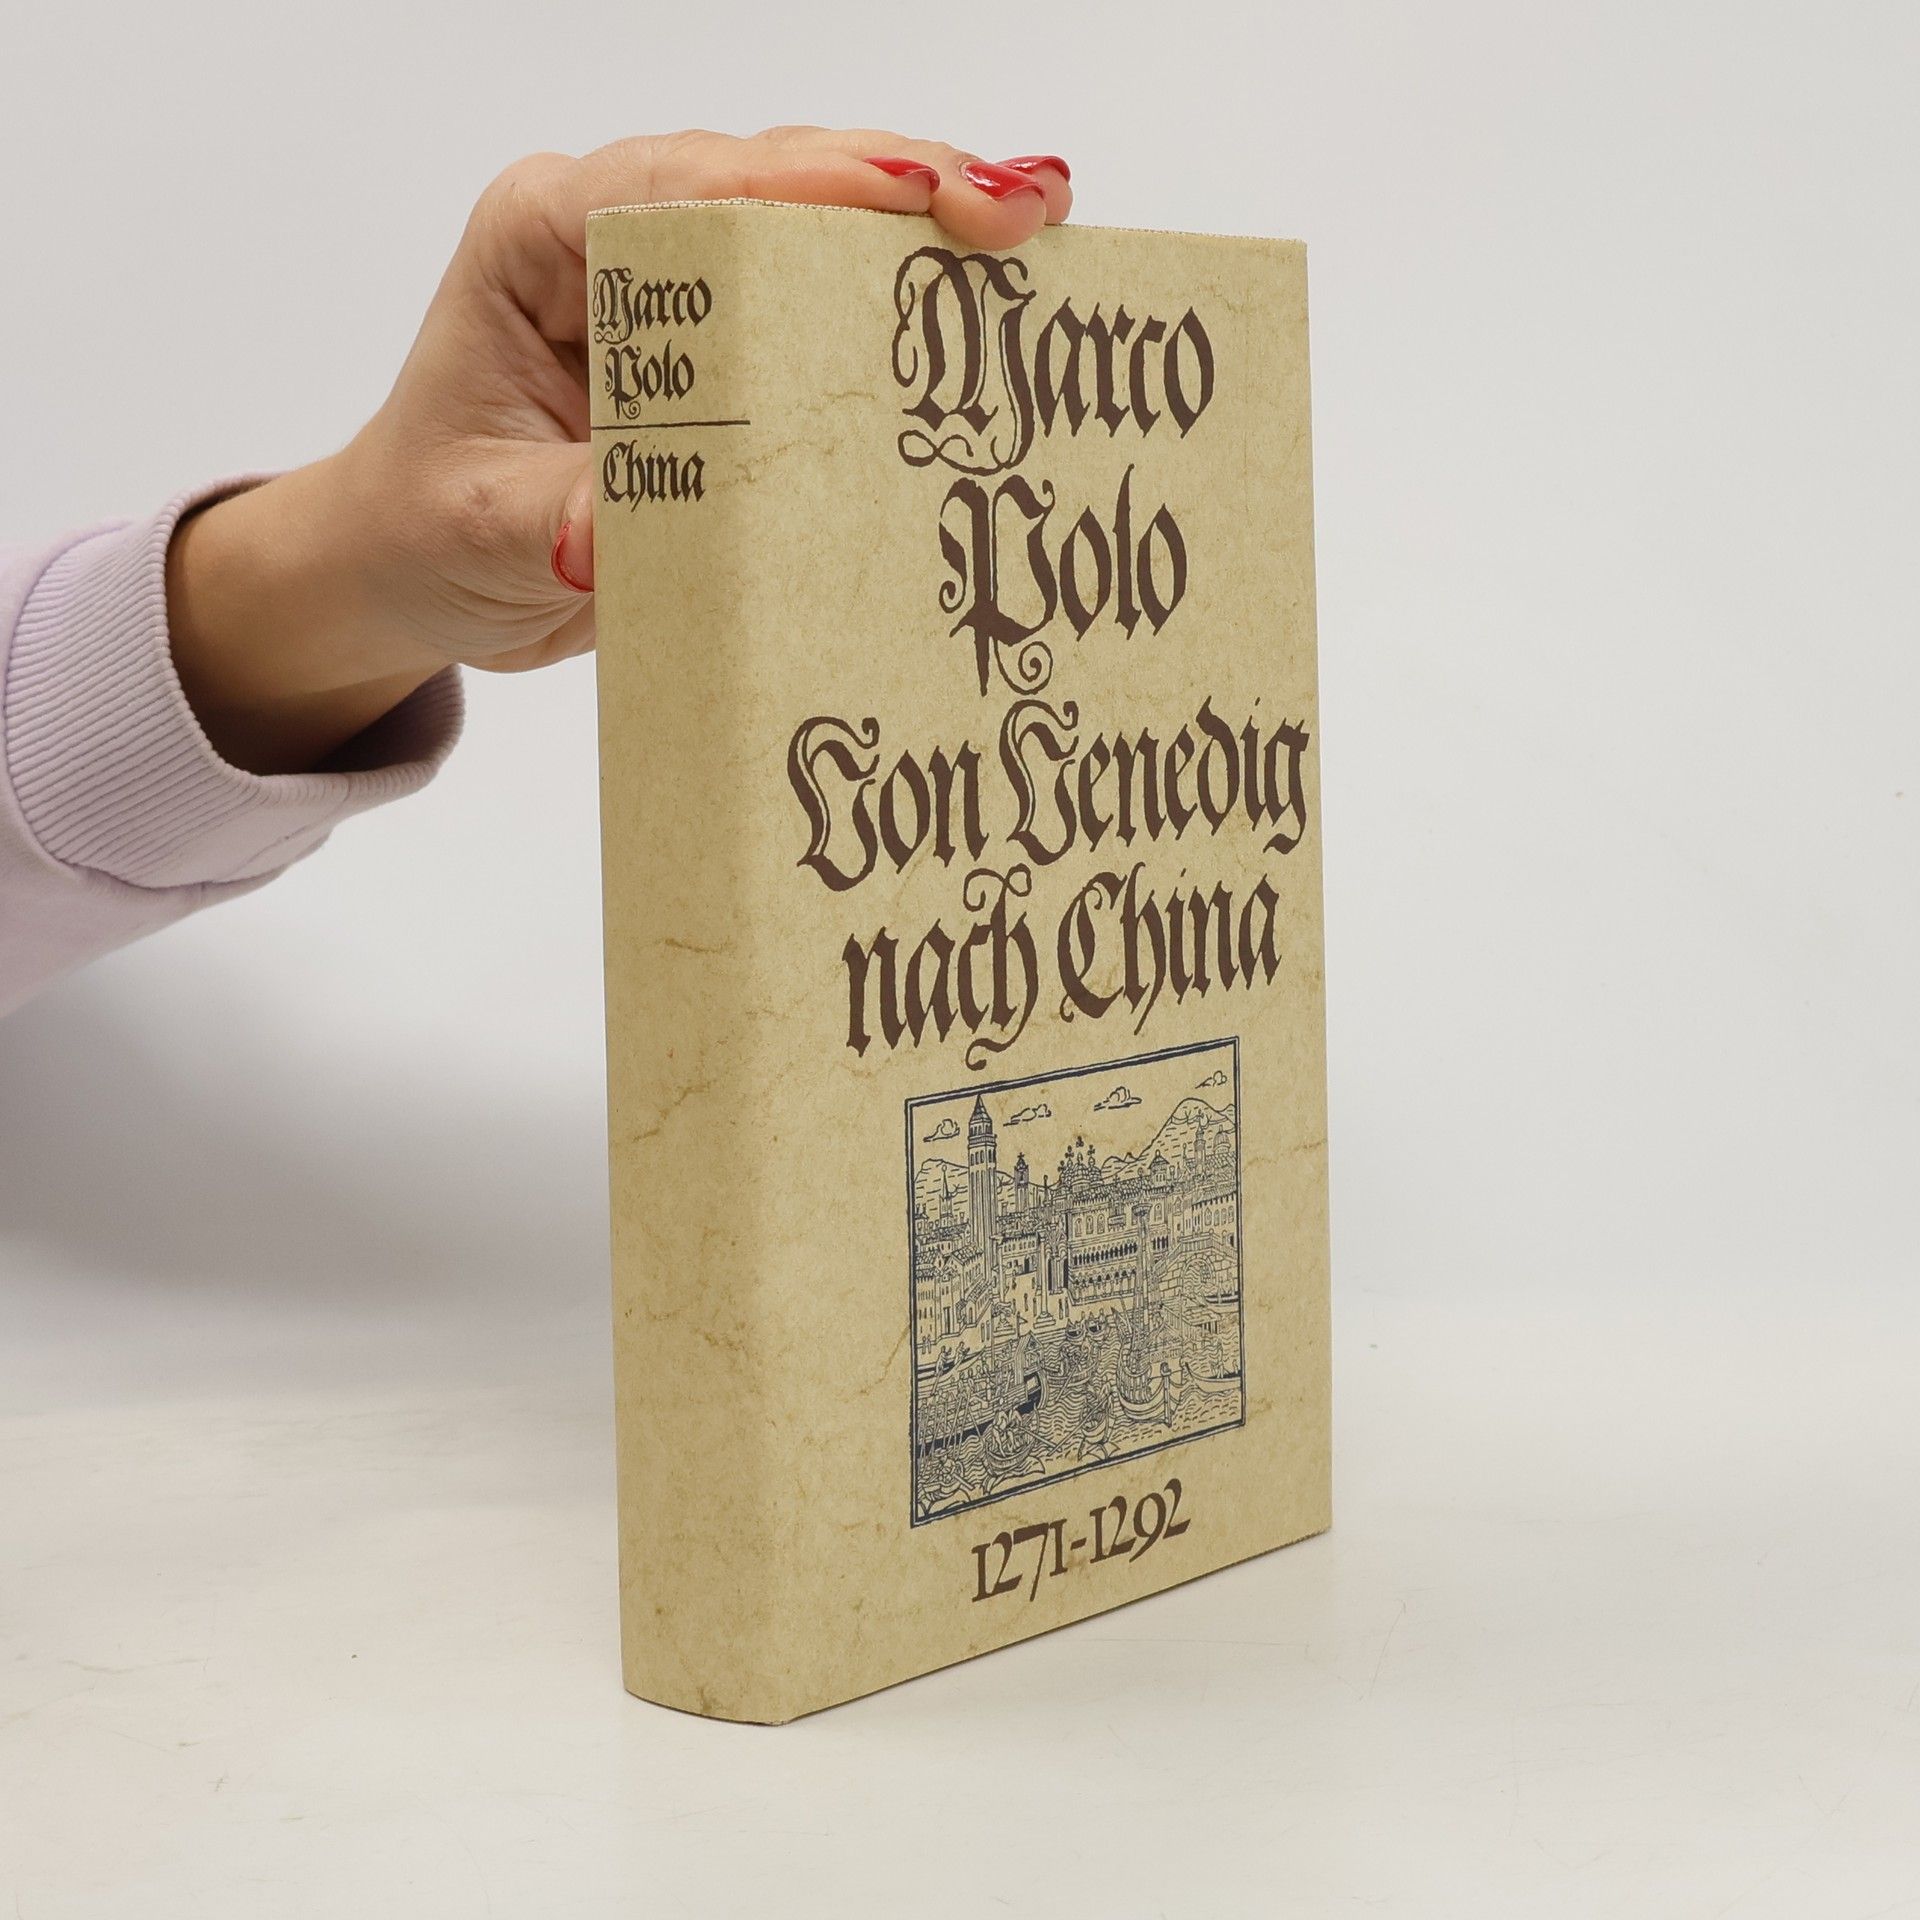 Marco
Polo
China
Marco
Polo
Von Venedig
nach China
1271-1292